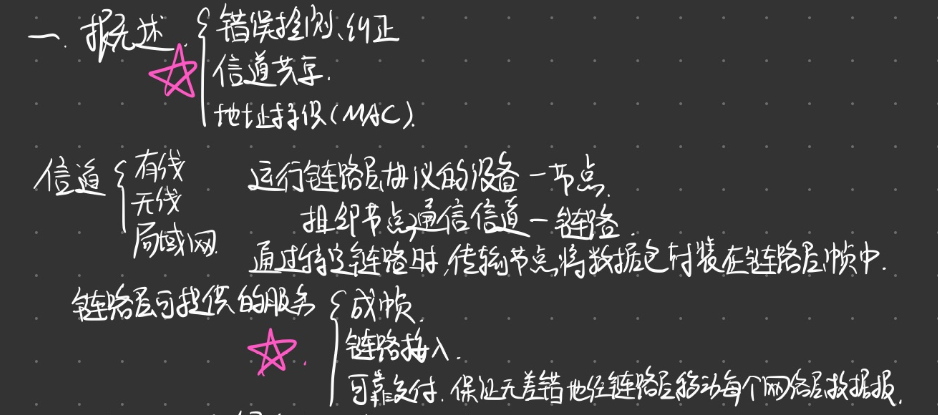 一. 概述 { 错误检测、纠正
信道共享.
地址提供(MAC).
信道 { 有线
无线
局域网
运行链路层协议的设备—节点.
相邻节点通信信道—链路.
通过特定链路时,传输节点将数据包封装在链路层帧中.
链路层可提供的服务 { 成帧.
链路接入.
可靠交付. 保证无差错地经链路层移动每个网络层数据报.